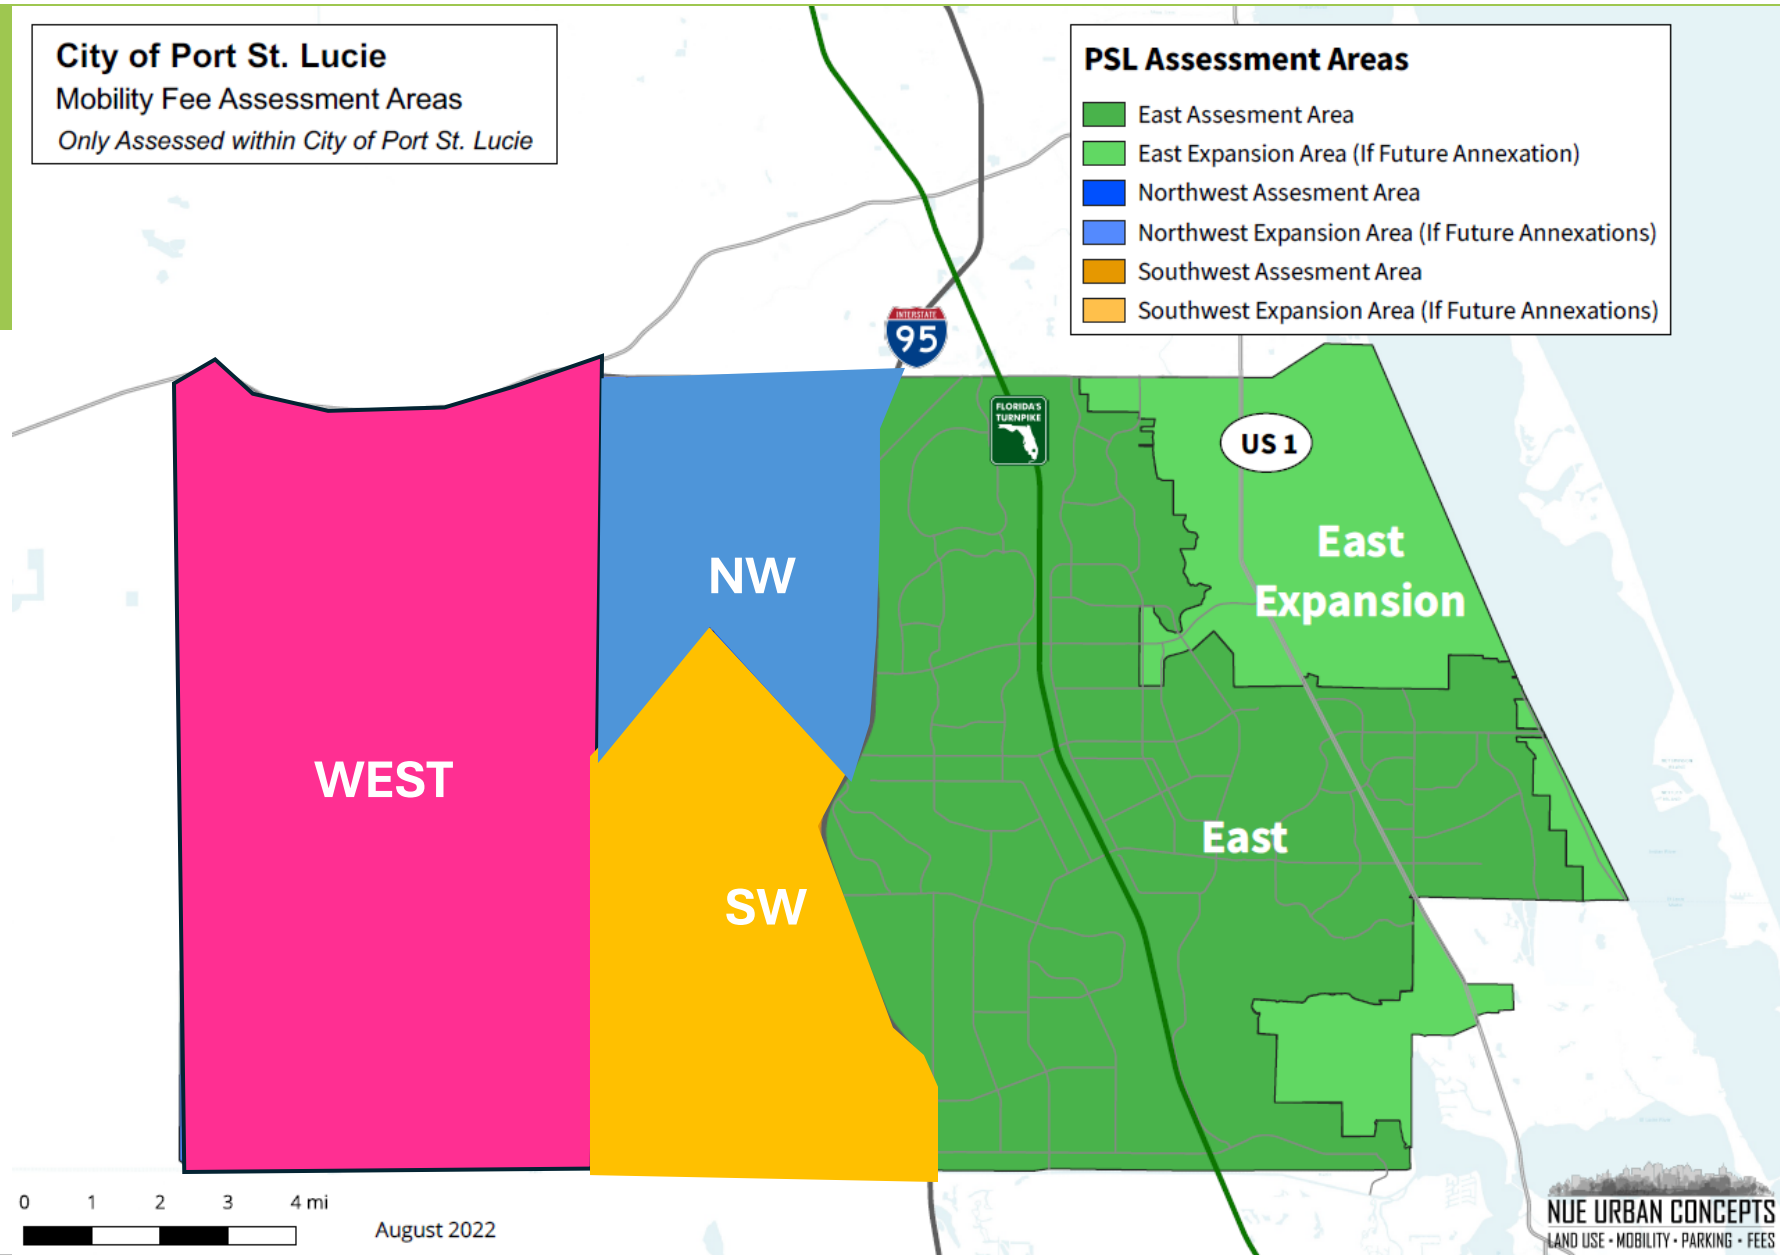 City of Port St. Lucie
Mobility Fee Assessment Areas
Only Assessed within City of Port St. Lucie
PSL Assessment Areas
East Assesment Area
East Expansion Area (If Future Annexation)
Northwest Assesment Area
Northwest Expansion Area (If Future Annexations)
Southwest Assesment Area
Southwest Expansion Area (If Future Annexations)
INTERSTATE
95
FLORIDA'S
TURNPIKE
US 1
East
Expansion
NW
WEST
East
SW
0 1 2 3 4 mi
August 2022
NUE URBAN CONCEPTS
LAND USE • MOBILITY • PARKING • FEES